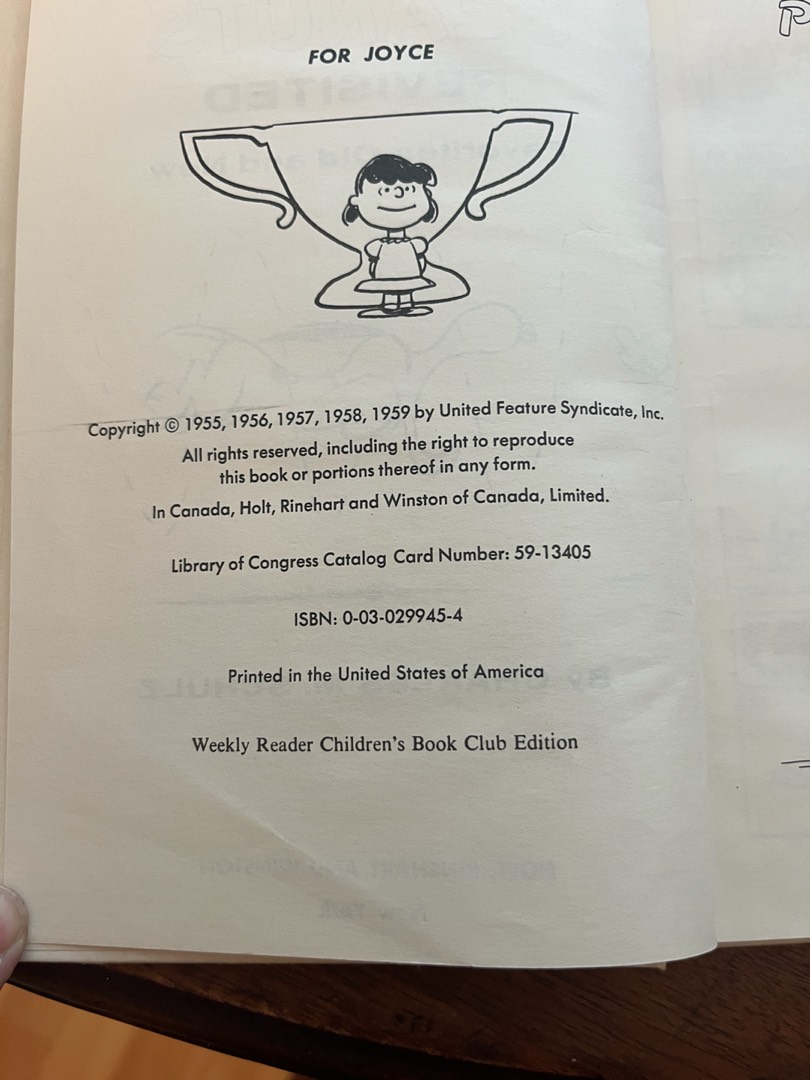 FOR JOYCE
Copyright © 1955, 1956, 1957, 1958, 1959 by United Feature Syndicate, Inc.
All rights reserved, including the right to reproduce
this book or portions thereof in any form.
In Canada, Holt, Rinehart and Winston of Canada, Limited.
Library of Congress Catalog Card Number: 59-13405
ISBN: 0-03-029945-4
Printed in the United States of America
Weekly Reader Children's Book Club Edition